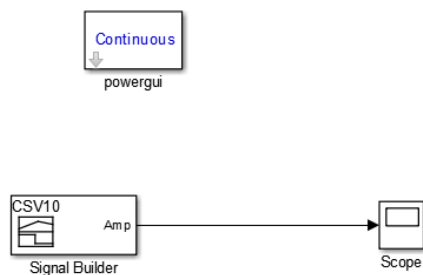 Continuous
powergui
CSV10
Amp
Signal Builder
Scope